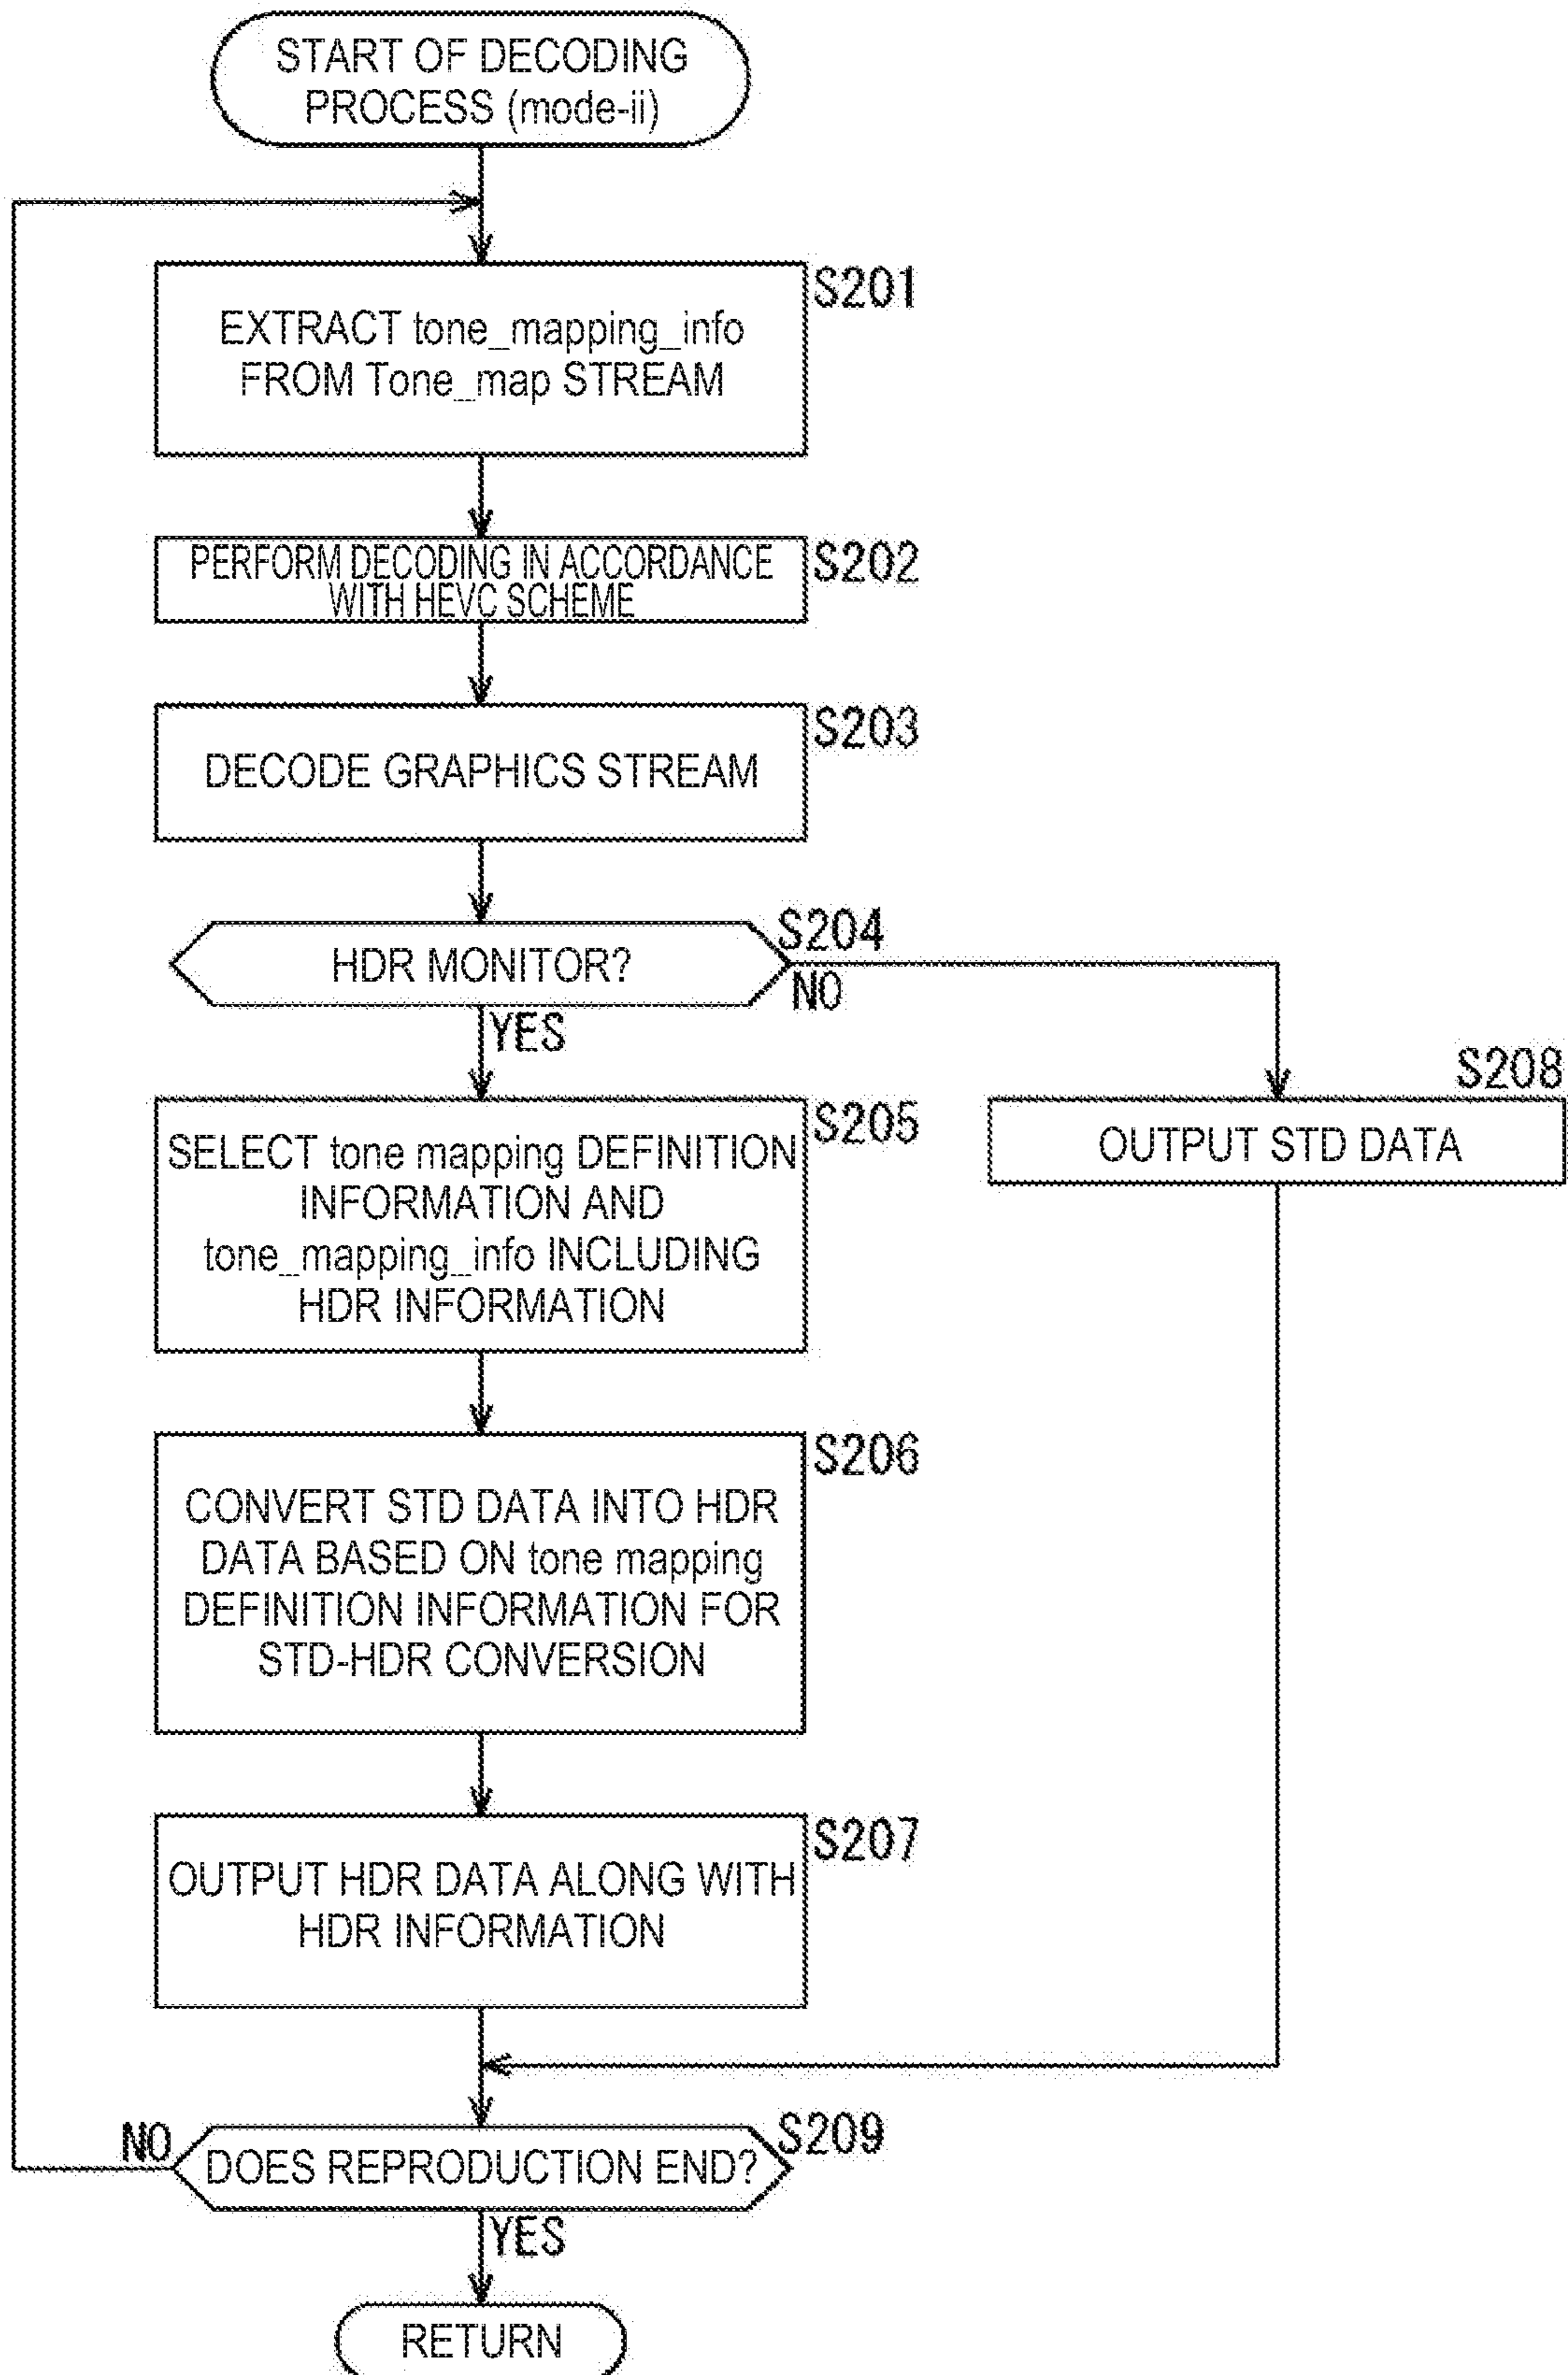 START OF DECODING
PROCESS (mode-ii)
S201
EXTRACT tone_mapping_info
FROM Tone_map STREAM
S202
PERFORM DECODING IN ACCORDANCE
WITH HEVC SCHEME
S203
DECODE GRAPHICS STREAM
S204
HDR MONITOR?
NO
YES
S205
SELECT tone mapping DEFINITION
INFORMATION AND
tone_mapping_info INCLUDING
HDR INFORMATION
S208
OUTPUT STD DATA
S206
CONVERT STD DATA INTO HDR
DATA BASED ON tone mapping
DEFINITION INFORMATION FOR
STD-HDR CONVERSION
S207
OUTPUT HDR DATA ALONG WITH
HDR INFORMATION
S209
NO
DOES REPRODUCTION END?
YES
RETURN